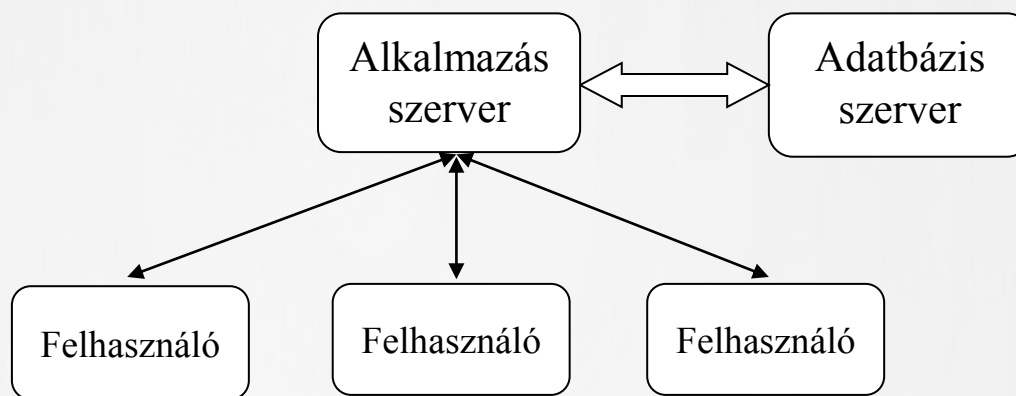 Alkalmazás
szerver
Adatbázis
szerver
Felhasználó
Felhasználó
Felhasználó